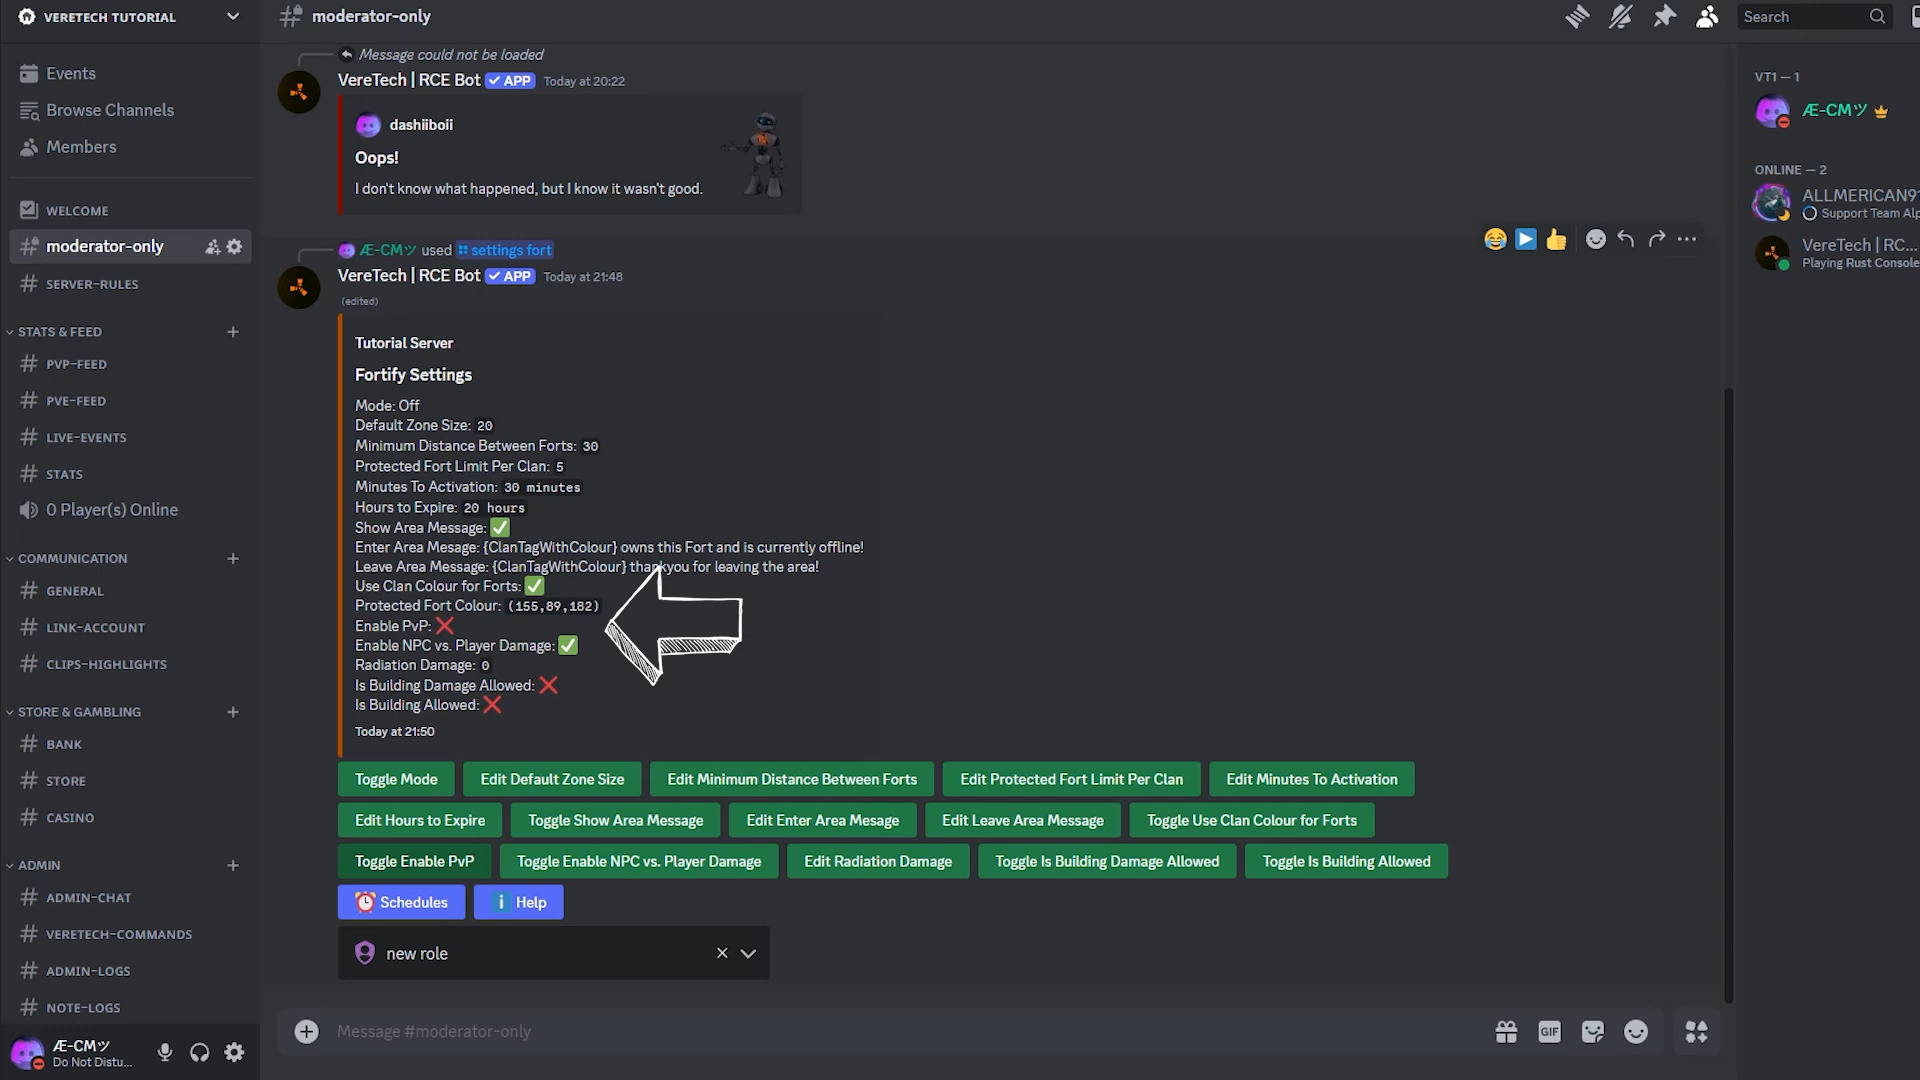 VERETECH TUTORIAL
Events
Browse Channels
Members
WELCOME
moderator-only
SERVER-RULES
STATS & FEED
PVP-FEED
PVE-FEED
LIVE-EVENTS
STATS
0 Player(s) Online
COMMUNICATION
GENERAL
LINK-ACCOUNT
CLIPS-HIGHLIGHTS
STORE & GAMBLING
BANK
STORE
CASINO
ADMIN
ADMIN-CHAT
VERETECH-COMMANDS
ADMIN-LOGS
NOTE-LOGS
Æ-CMツ
Do Not Distu...
moderator-only
Search
Message could not be loaded
VereTech | RCE Bot ✓ APP Today at 20:22
dashiiboii
Oops!
I don't know what happened, but I know it wasn't good.
Æ-CMツ used settings fort
VereTech | RCE Bot ✓ APP Today at 21:48
(edited)
Tutorial Server
Fortify Settings
Mode: Off
Default Zone Size: 20
Minimum Distance Between Forts: 30
Protected Fort Limit Per Clan: 5
Minutes To Activation: 30 minutes
Hours to Expire: 20 hours
Show Area Message: ✅
Enter Area Mesage: {ClanTagWithColour} owns this Fort and is currently offline!
Leave Area Message: {ClanTagWithColour} thankyou for leaving the area!
Use Clan Colour for Forts: ✅
Protected Fort Colour: (155,89,182)
Enable PvP: ❌
Enable NPC vs. Player Damage: ✅
Radiation Damage: 0
Is Building Damage Allowed: ❌
Is Building Allowed: ❌
Today at 21:50
Toggle Mode Edit Default Zone Size Edit Minimum Distance Between Forts Edit Protected Fort Limit Per Clan Edit Minutes To Activation
Edit Hours to Expire Toggle Show Area Message Edit Enter Area Mesage Edit Leave Area Message Toggle Use Clan Colour for Forts
Toggle Enable PvP Toggle Enable NPC vs. Player Damage Edit Radiation Damage Toggle Is Building Damage Allowed Toggle Is Building Allowed
Schedules Help
new role
Message #moderator-only
GIF
VT1 — 1
Æ-CMツ
ONLINE — 2
ALLMERICAN9
Support Team Alp
VereTech | RC...
Playing Rust Console